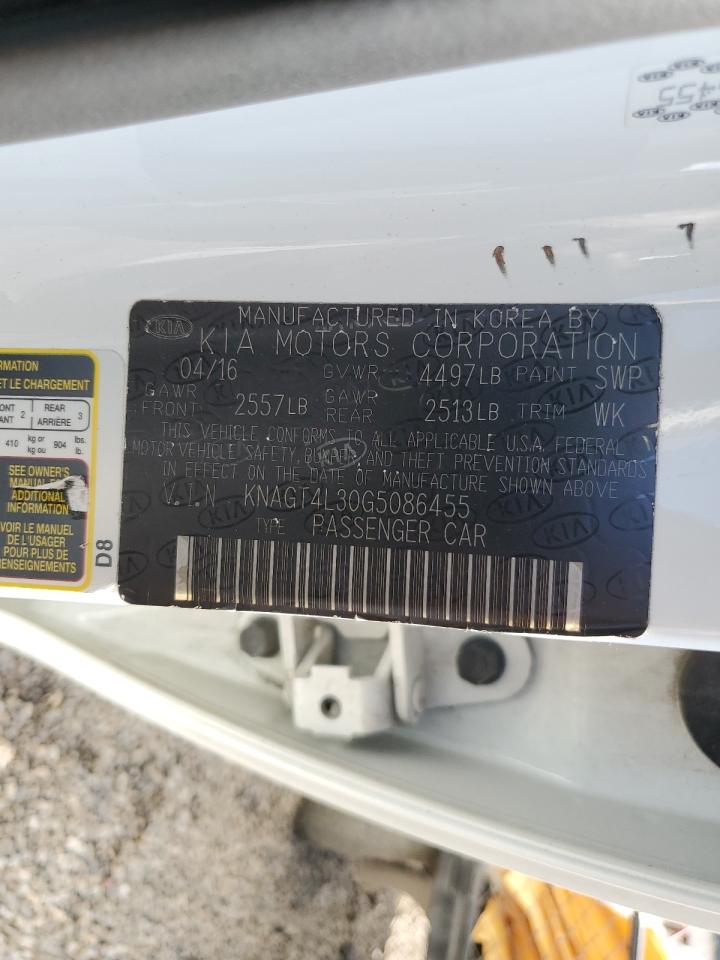 6455
MANUFACTURED IN KOREA BY
KIA MOTORS CORPORATION
04/16 GVWR 4497LB PAINT SWP
GAWR FRONT 2557LB GAWR REAR 2513LB TRIM WK
THIS VEHICLE CONFORMS TO ALL APPLICABLE U.S.A. FEDERAL
MOTOR VEHICLE SAFETY, BUMPER, AND THEFT PREVENTION STANDARDS
IN EFFECT ON THE DATE OF MANUFACTURE SHOWN ABOVE
V.I.N KNAGT4L30G5086455
TYPE PASSENGER CAR
KIA
RMATION
ET LE CHARGEMENT
2 REAR 3
ARRIÈRE
410 kg or 904 lbs.
kg ou lb.
SEE OWNER'S
ADDITIONAL
INFORMATION
VOIR LE MANUEL
DE L'USAGER
POUR PLUS DE
RENSEIGNEMENTS
D8